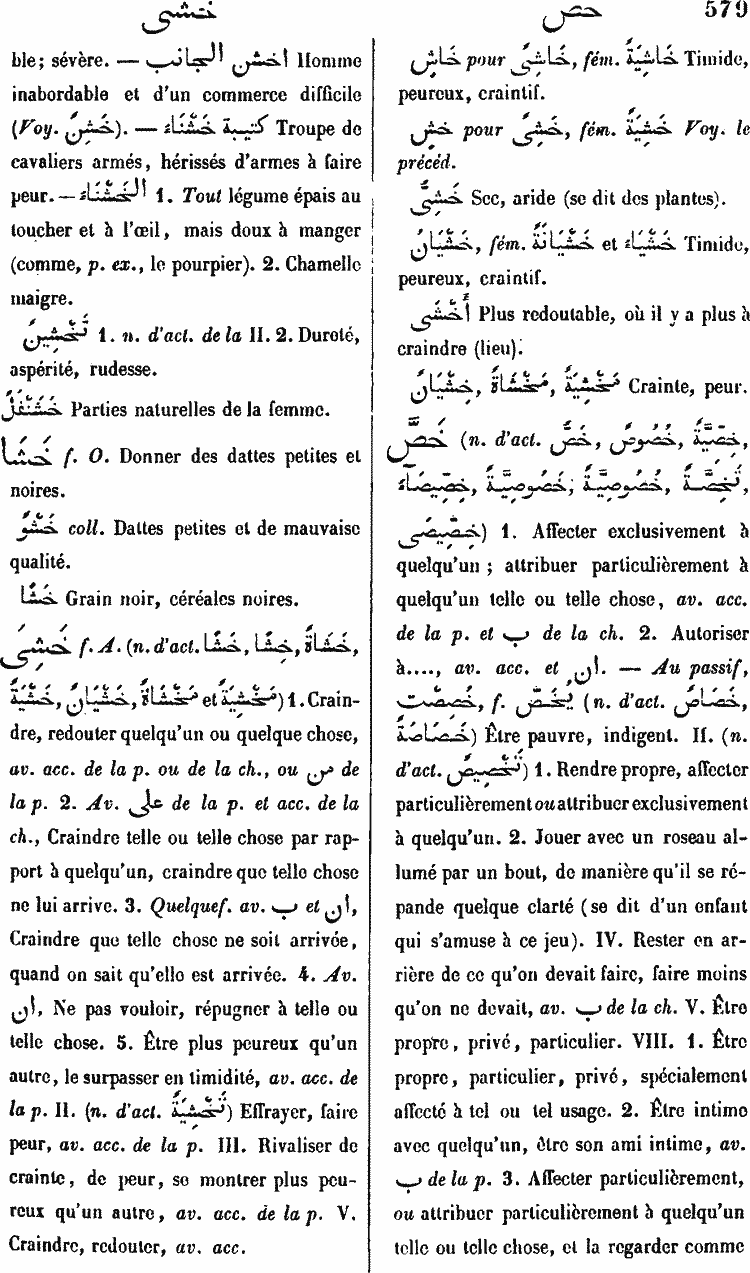 خشى
حص
579
ble; sévère. — اخشن الجانب Homme
inabordable et d'un commerce difficile
(Voy. خَشُنَ). — كتيبة خَشْنَاءُ Troupe de
cavaliers armés, hérissés d'armes à faire
peur. — الخَشْنَاءُ 1. Tout légume épais au
toucher et à l'œil, mais doux à manger
(comme, p. ex., le pourpier). 2. Chamelle
maigre.
تَخْشِينٌ 1. n. d'act. de la II. 2. Dureté,
aspérité, rudesse.
خَشَنْفَلٌ Parties naturelles de la femme.
خَشَا f. O. Donner des dattes petites et
noires.
خَشْوٌ coll. Dattes petites et de mauvaise
qualité.
خَشًا Grain noir, céréales noires.
خَشِىَ f. A. (n. d'act. خَشًا, خِشًا, خَشَاةٌ,
خَشْيَةٌ, خَشَيَانٌ, مَخْشَاةٌ et مَخْشِيَةٌ) 1. Crain-
dre, redouter quelqu'un ou quelque chose,
av. acc. de la p. ou de la ch., ou من de
la p. 2. Av. على de la p. et acc. de la
ch., Craindre telle ou telle chose par rap-
port à quelqu'un, craindre que telle chose
ne lui arrive. 3. Quelquef. av. ب et ان,
Craindre que telle chose ne soit arrivée,
quand on sait qu'elle est arrivée. 4. Av.
ان, Ne pas vouloir, répugner à telle ou
telle chose. 5. Être plus peureux qu'un
autre, le surpasser en timidité, av. acc. de
la p. II. (n. d'act. تَخْشِيَةٌ) Effrayer, faire
peur, av. acc. de la p. III. Rivaliser de
crainte, de peur, se montrer plus peu-
reux qu'un autre, av. acc. de la p. V.
Craindre, redouter, av. acc.
خَاشٍ pour خَاشِىٌ, fém. خَاشِيَةٌ Timide,
peureux, craintif.
خَشٍ pour خَشِىٌ, fém. خَشِيَةٌ Voy. le
précéd.
خَشِىٌّ Sec, aride (se dit des plantes).
خَشْيَانٌ, fém. خَشْيَانَةٌ et خَشْيَاءُ Timide,
peureux, craintif.
أَخْشَى Plus redoutable, où il y a plus à
craindre (lieu).
خِشْيَانٌ, مَخْشَاةٌ, مَخْشِيَةٌ Crainte, peur.
خَصَّ (n. d'act. خَصٌّ, خُصُوصٌ, خِصِّيَّةٌ,
تَخِصَّةٌ, خُصُوصِيَّةٌ, خَصُوصِيَّةٌ, خِصِّيصَآءُ,
خِصِّيصَى) 1. Affecter exclusivement à
quelqu'un; attribuer particulièrement à
quelqu'un telle ou telle chose, av. acc.
de la p. et ب de la ch. 2. Autoriser
à...., av. acc. et ان. — Au passif,
خصصت, f. يُخَصُّ (n. d'act. خَصَاصٌ,
خَصَاصَةٌ) Être pauvre, indigent. II. (n.
d'act. تَخْصِيصٌ) 1. Rendre propre, affecter
particulièrement ou attribuer exclusivement
à quelqu'un. 2. Jouer avec un roseau al-
lumé par un bout, de manière qu'il se ré-
pande quelque clarté (se dit d'un enfant
qui s'amuse à ce jeu). IV. Rester en ar-
rière de ce qu'on devait faire, faire moins
qu'on ne devait, av. ب de la ch. V. Être
propre, privé, particulier. VIII. 1. Être
propre, particulier, privé, spécialement
affecté à tel ou tel usage. 2. Être intime
avec quelqu'un, être son ami intime, av.
ب de la p. 3. Affecter particulièrement,
ou attribuer particulièrement à quelqu'un
telle ou telle chose, et la regarder comme